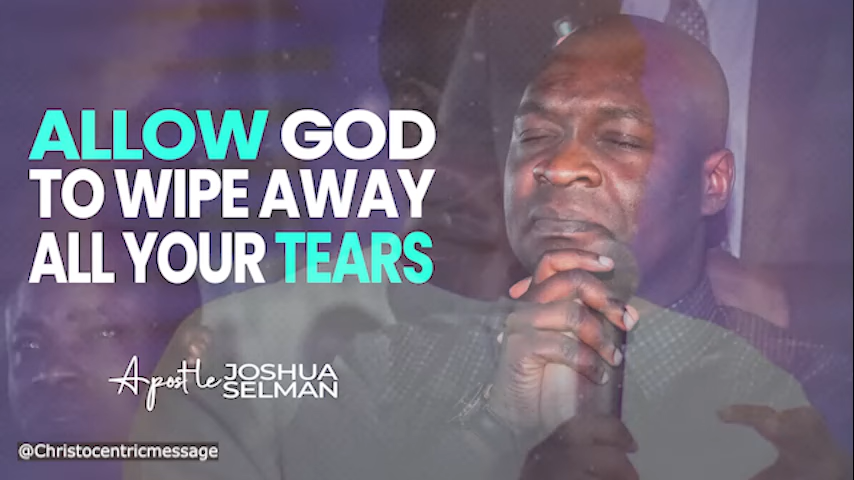 ALLOW GOD
TO WIPE AWAY
ALL YOUR TEARS
Apostle JOSHUA
SELMAN
@Christocentricmessage